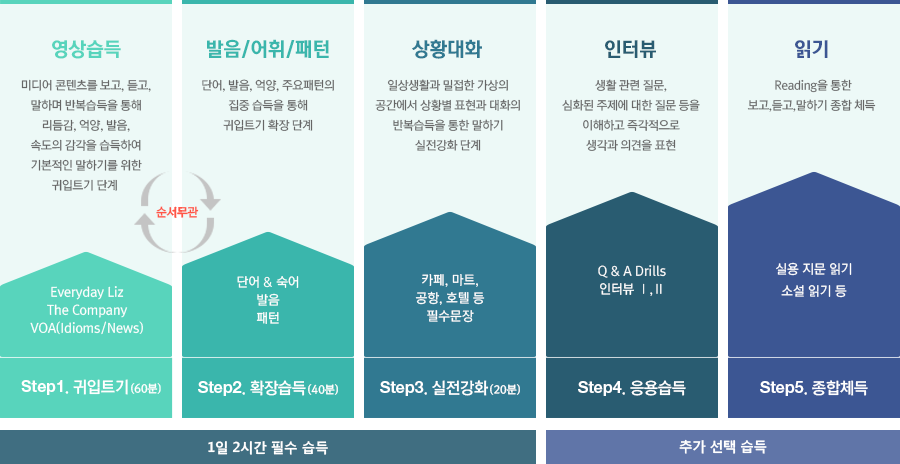 영상습득
미디어 콘텐츠를 보고, 듣고,
말하며 반복습득을 통해
리듬감, 억양, 발음,
속도의 감각을 습득하여
기본적인 말하기를 위한
귀입트기 단계
순서무관
Everyday Liz
The Company
VOA(Idioms/News)
Step1. 귀입트기(60분)
발음/어휘/패턴
단어, 발음, 억양, 주요패턴의
집중 습득을 통해
귀입트기 확장 단계
단어 & 숙어
발음
패턴
Step2. 확장습득(40분)
상황대화
일상생활과 밀접한 가상의
공간에서 상황별 표현과 대화의
반복습득을 통한 말하기
실전강화 단계
카페, 마트,
공항, 호텔 등
필수문장
Step3. 실전강화(20분)
인터뷰
생활 관련 질문,
심화된 주제에 대한 질문 등을
이해하고 즉각적으로
생각과 의견을 표현
Q & A Drills
인터뷰 Ⅰ,Ⅱ
Step4. 응용습득
읽기
Reading을 통한
보고,듣고,말하기 종합 체득
실용 지문 읽기
소설 읽기 등
Step5. 종합체득
1일 2시간 필수 습득
추가 선택 습득